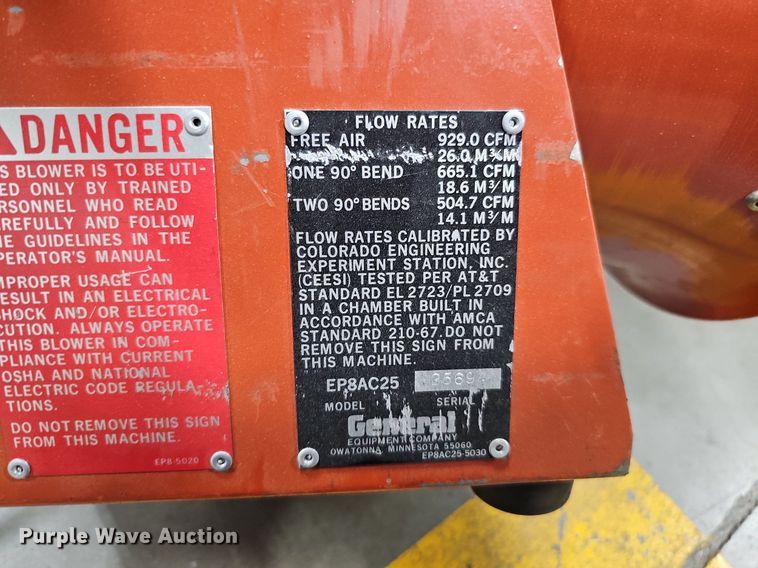 DANGER
S BLOWER IS TO BE UTI-
ED ONLY BY TRAINED
ERSONNEL WHO READ
AREFULLY AND FOLLOW
HE GUIDELINES IN THE
PERATOR'S MANUAL.
MPROPER USAGE CAN
ESULT IN AN ELECTRICAL
HOCK AND/OR ELECTRO-
CUTION. ALWAYS OPERATE
THIS BLOWER IN COM-
PLIANCE WITH CURRENT
OSHA AND NATIONAL
ELECTRIC CODE REGULA-
TIONS.
DO NOT REMOVE THIS SIGN
FROM THIS MACHINE.
EP8-5020
FLOW RATES
FREE AIR 929.0 CFM
26.0 M³/M
ONE 90° BEND 665.1 CFM
18.6 M³/M
TWO 90° BENDS 504.7 CFM
14.1 M³/M
FLOW RATES CALIBRATED BY
COLORADO ENGINEERING
EXPERIMENT STATION, INC.
(CEESI) TESTED PER AT&T
STANDARD EL 2723/PL 2709
IN A CHAMBER BUILT IN
ACCORDANCE WITH AMCA
STANDARD 210-67. DO NOT
REMOVE THIS SIGN FROM
THIS MACHINE.
EP8AC25
MODEL SERIAL
General
EQUIPMENT COMPANY
OWATONNA, MINNESOTA 55060
EP8AC25-5030
Purple Wave Auction